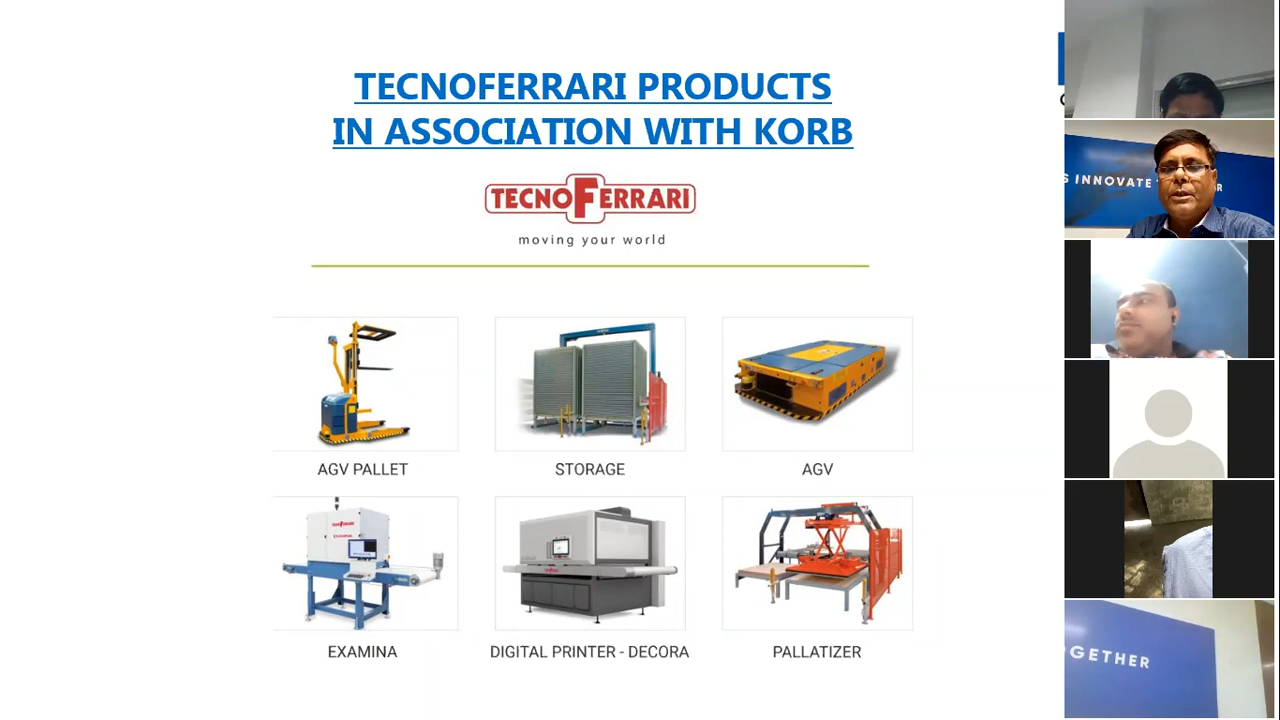 TECNOFERRARI PRODUCTS
IN ASSOCIATION WITH KORB
TECNOFERRARI
moving your world
AGV PALLET
STORAGE
AGV
EXAMINA
DIGITAL PRINTER - DECORA
PALLATIZER
INNOVATE
OGETHER